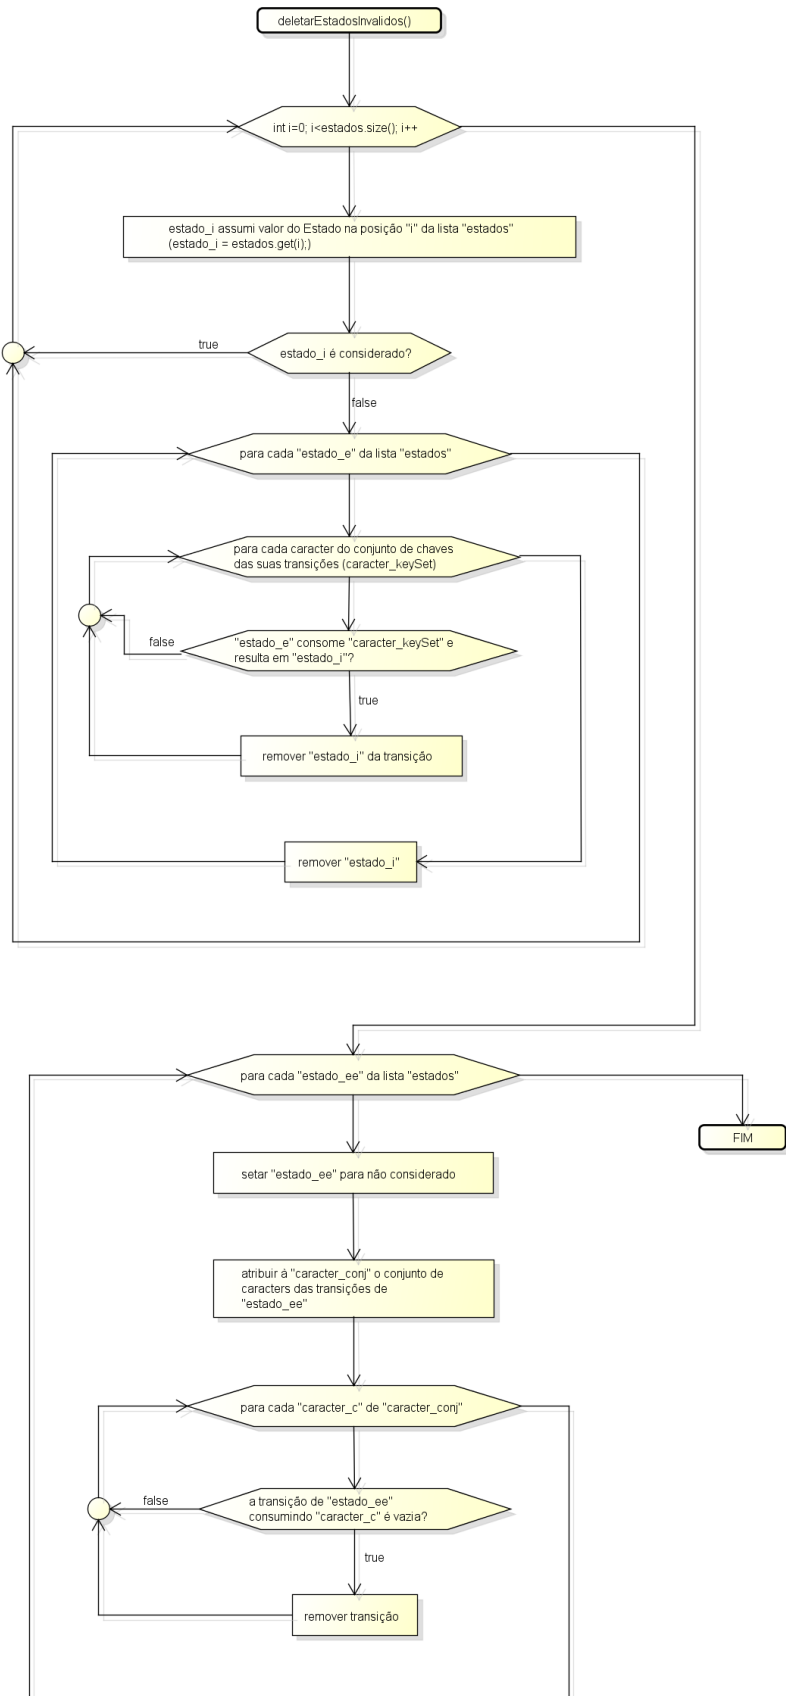 deletarEstadosInvalidos()
int i=0; i<estados.size(); i++
estado_i assumi valor do Estado na posição "i" da lista "estados"
(estado_i = estados.get(i);)
true
estado_i é considerado?
false
para cada "estado_e" da lista "estados"
para cada caracter do conjunto de chaves
das suas transições (caracter_keySet)
false
"estado_e" consome "caracter_keySet" e
resulta em "estado_i"?
true
remover "estado_i" da transição
remover "estado_i"
para cada "estado_ee" da lista "estados"
FIM
setar "estado_ee" para não considerado
atribuir à "caracter_conj" o conjunto de
caracters das transições de
"estado_ee"
para cada "caracter_c" de "caracter_conj"
false
a transição de "estado_ee"
consumindo "caracter_c" é vazia?
true
remover transição